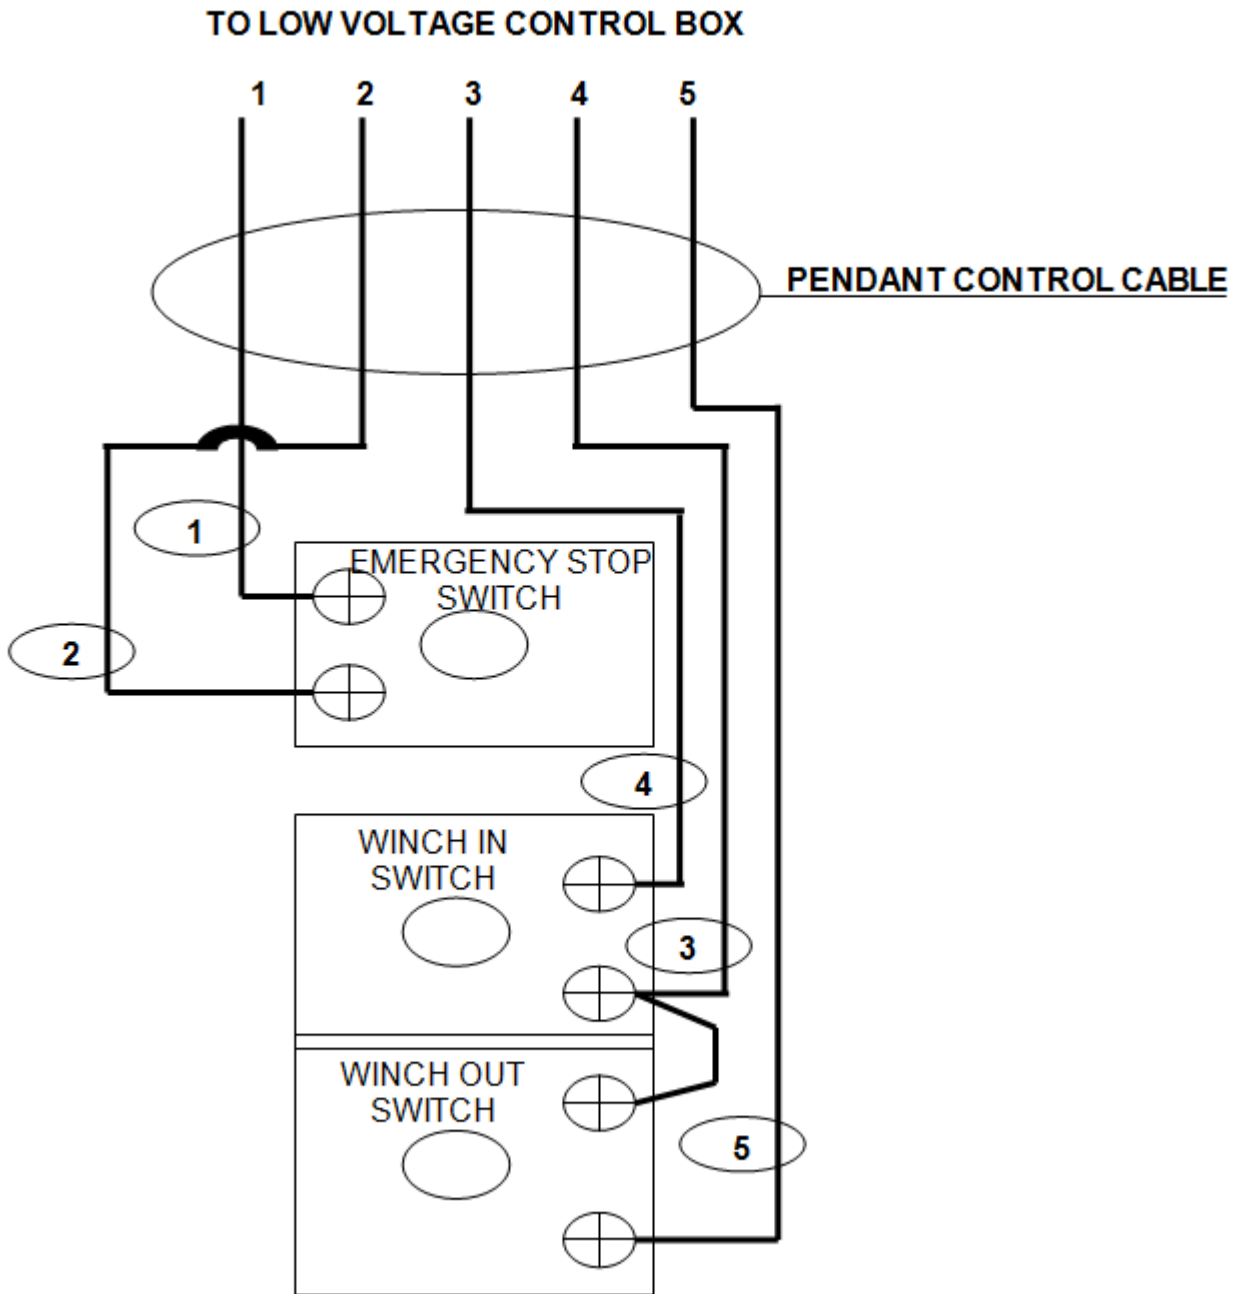 TO LOW VOLTAGE CONTROL BOX
1 2 3 4 5
PENDANT CONTROL CABLE
1
EMERGENCY STOP
SWITCH
2
4
WINCH IN
SWITCH
3
WINCH OUT
SWITCH
5